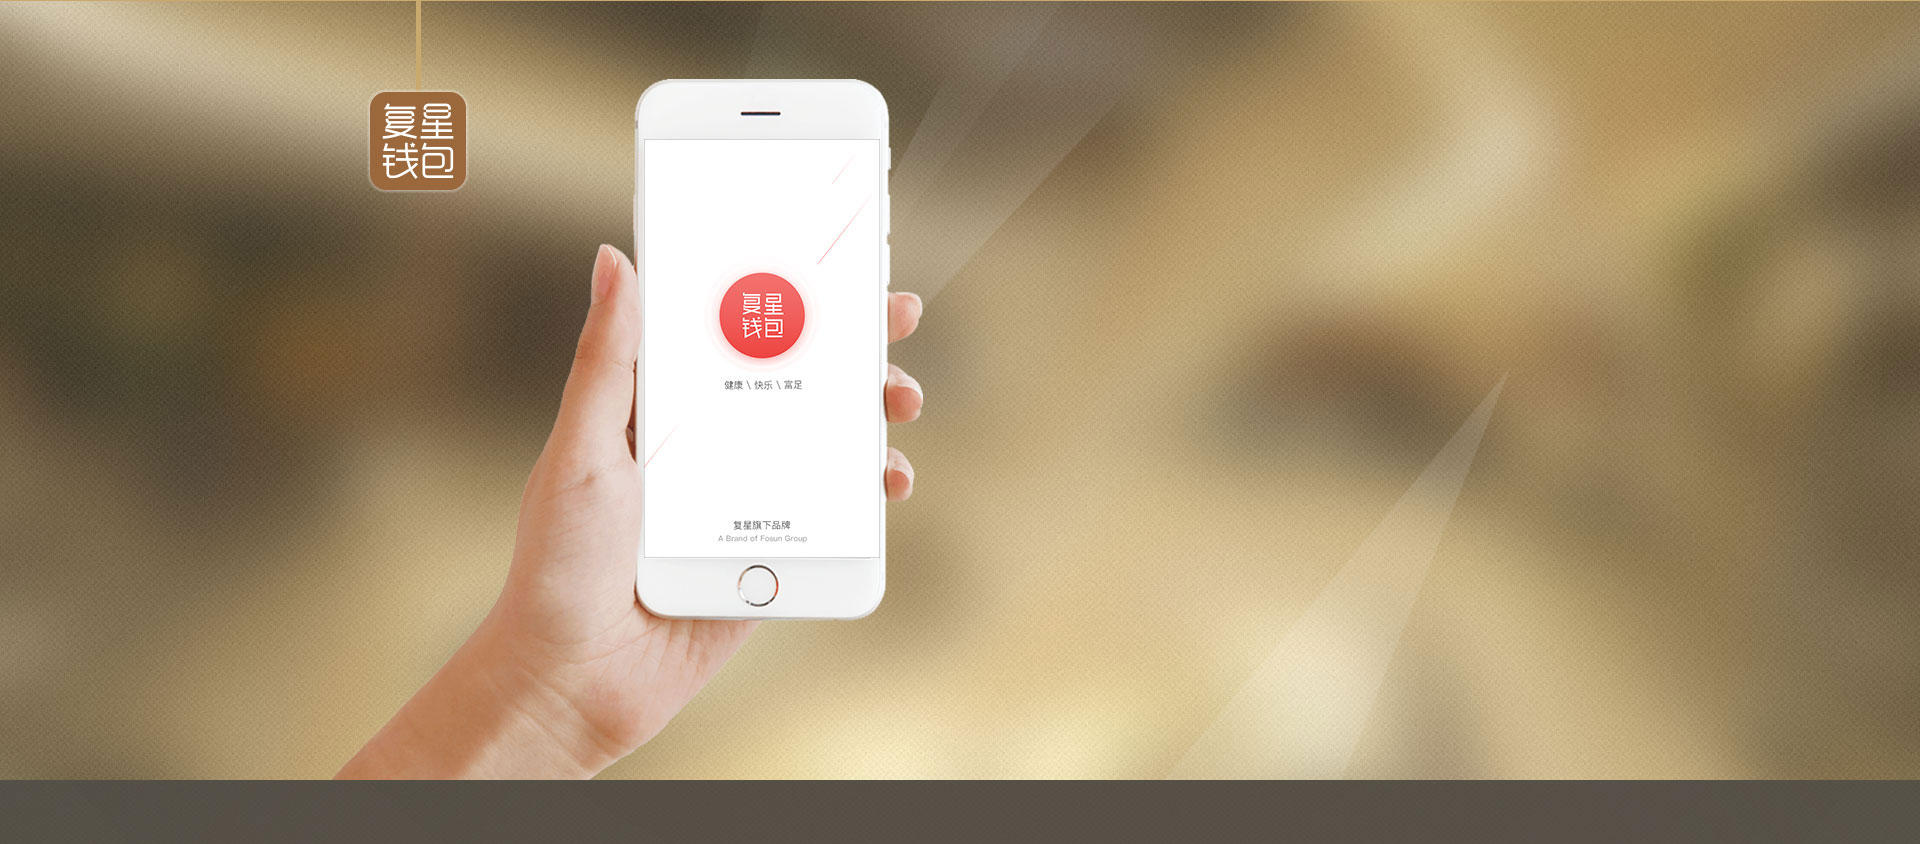 复星
钱包
复星
钱包
健康 \ 快乐 \ 富足
复星旗下品牌
A Brand of Fosun Group